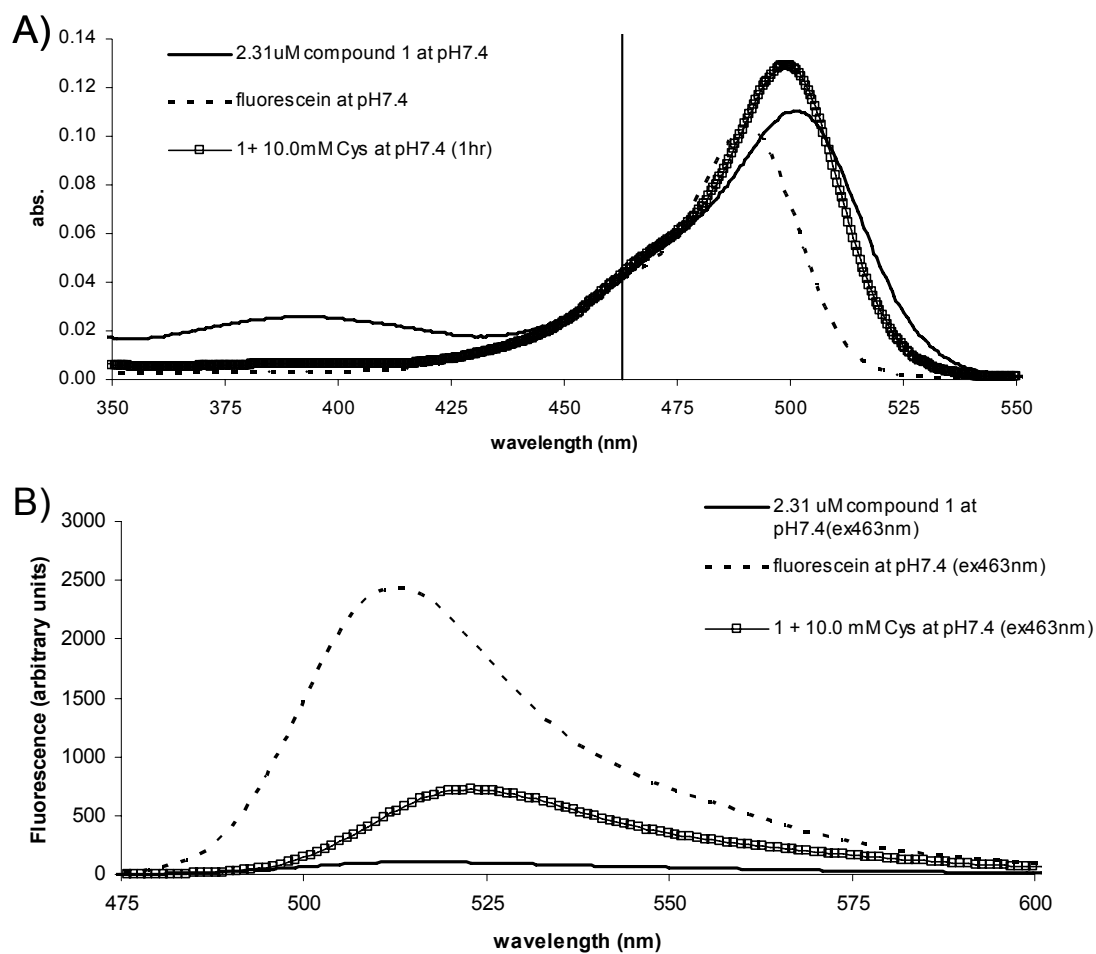 A)
0.14
0.12
0.10
0.08
0.06
0.04
0.02
0.00
abs.
2.31uM compound 1 at pH7.4
fluorescein at pH7.4
1+ 10.0mM Cys at pH7.4 (1hr)
350 375 400 425 450 475 500 525 550
wavelength (nm)
B)
3000
2500
2000
1500
1000
500
0
Fluorescence (arbitrary units)
2.31 uM compound 1 at
pH7.4(ex463nm)
fluorescein at pH7.4 (ex463nm)
1 + 10.0 mM Cys at pH7.4 (ex463nm)
475 500 525 550 575 600
wavelength (nm)